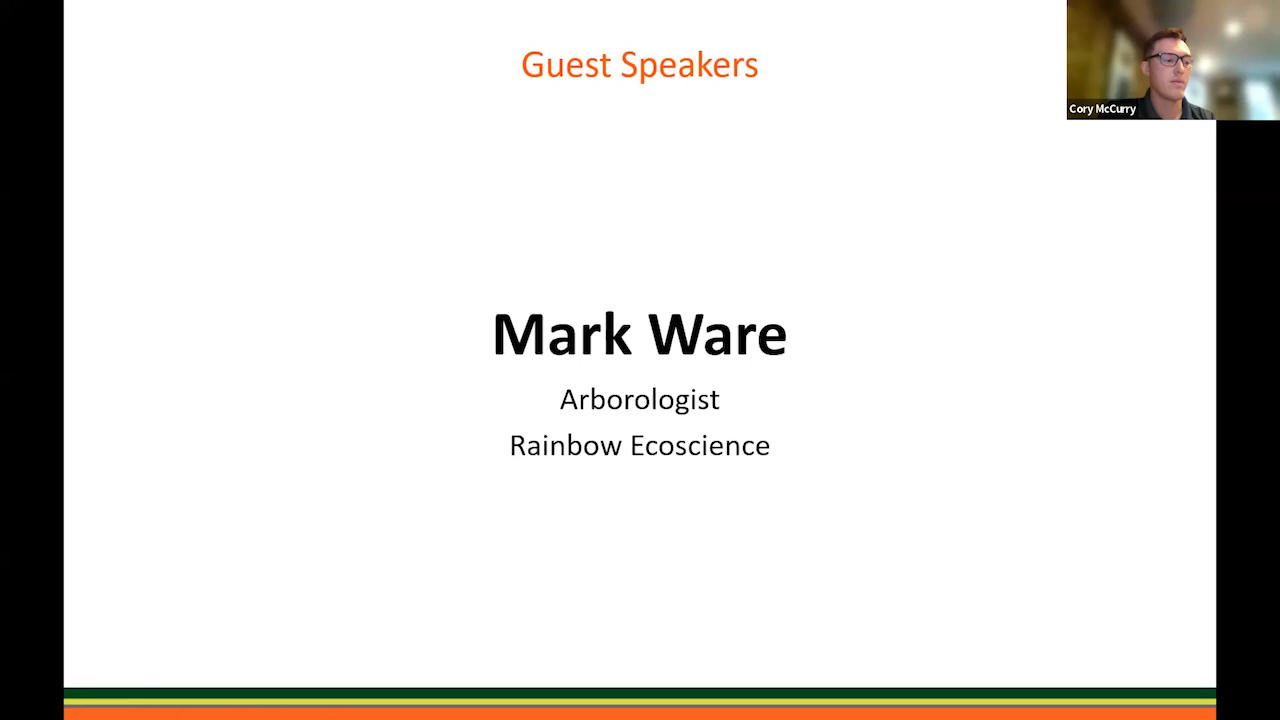 Guest Speakers
Cory McCurry
Mark Ware
Arborologist
Rainbow Ecoscience